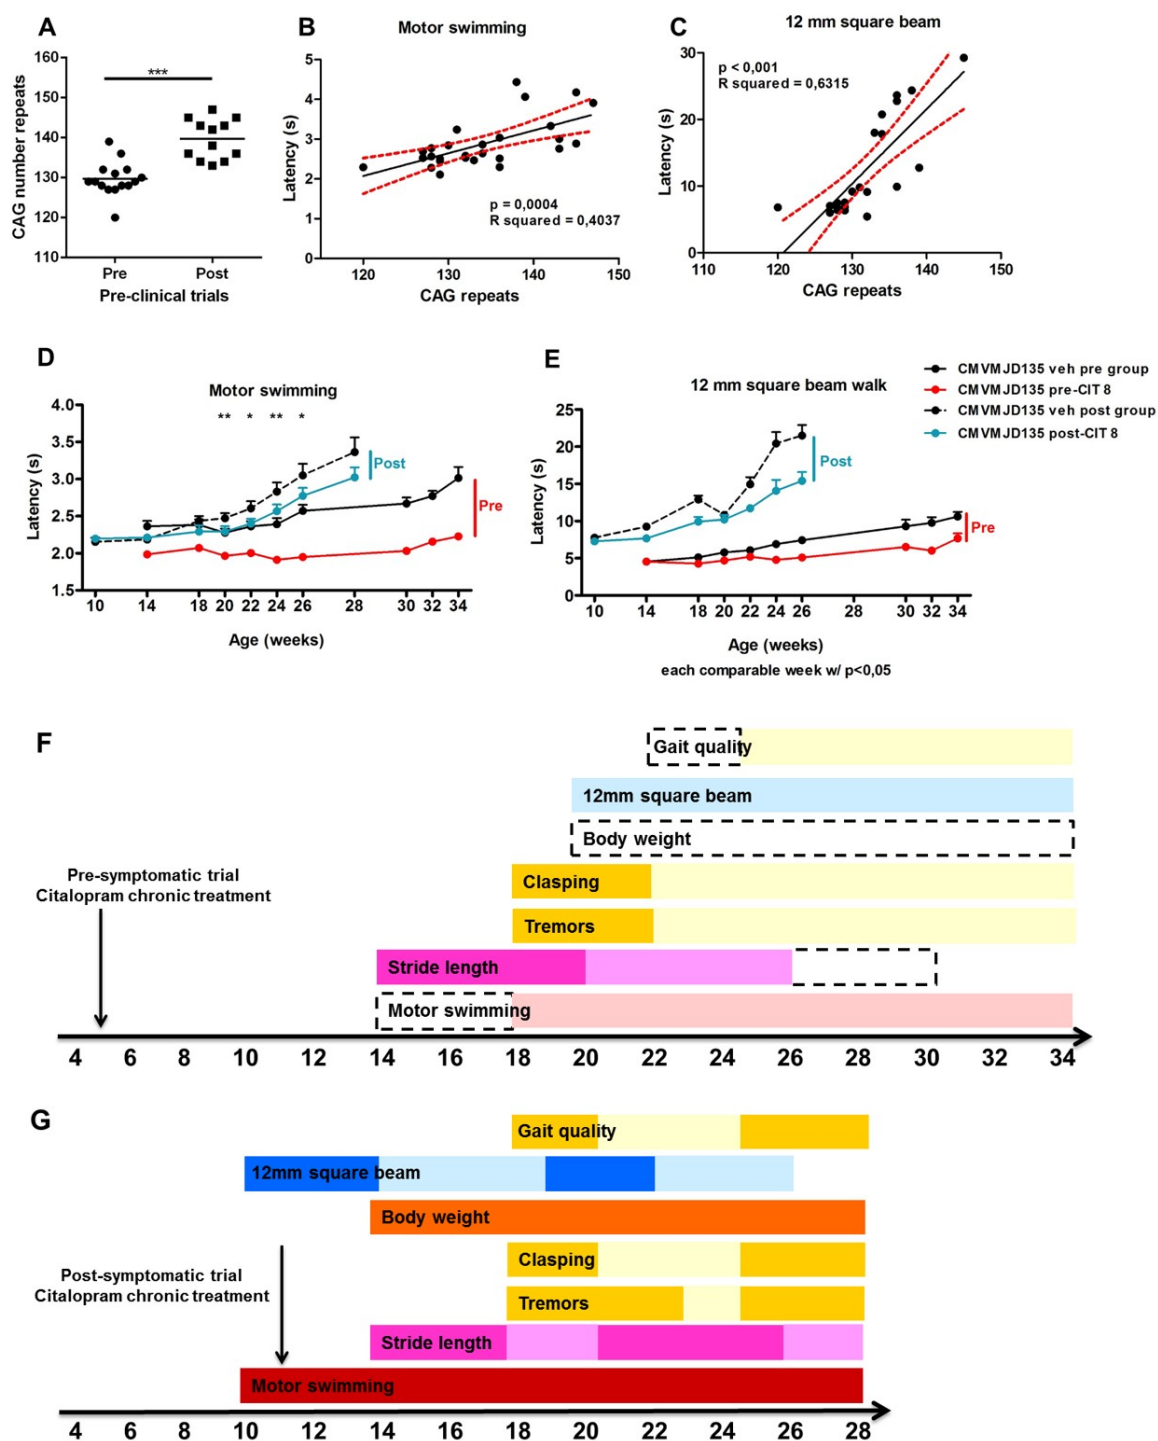 A
160
150
140
130
120
110
CAG number repeats
***
Pre
Post
Pre-clinical trials
B
Motor swimming
5
4
3
2
1
0
Latency (s)
p = 0,0004
R squared = 0,4037
120
130
140
150
CAG repeats
C
12 mm square beam
30
20
10
0
Latency (s)
p < 0,001
R squared = 0,6315
110
120
130
140
150
CAG repeats
D
Motor swimming
** * ** *
4.0
3.5
3.0
2.5
2.0
1.5
Latency (s)
Post
Pre
10 14 18 20 22 24 26 28 30 32 34
Age (weeks)
E
12 mm square beam walk
25
20
15
10
5
0
Latency (s)
Post
Pre
10 14 18 20 22 24 26 28 30 32 34
Age (weeks)
each comparable week w/ p<0,05
CMVMJD135 veh pre group
CMVMJD135 pre-CIT 8
CMVMJD135 veh post group
CMVMJD135 post-CIT 8
F
Gait quality
12mm square beam
Body weight
Clasping
Tremors
Stride length
Motor swimming
Pre-symptomatic trial
Citalopram chronic treatment
4 6 8 10 12 14 16 18 20 22 24 26 28 30 32 34
G
Gait quality
12mm square beam
Body weight
Clasping
Tremors
Stride length
Motor swimming
Post-symptomatic trial
Citalopram chronic treatment
4 6 8 10 12 14 16 18 20 22 24 26 28